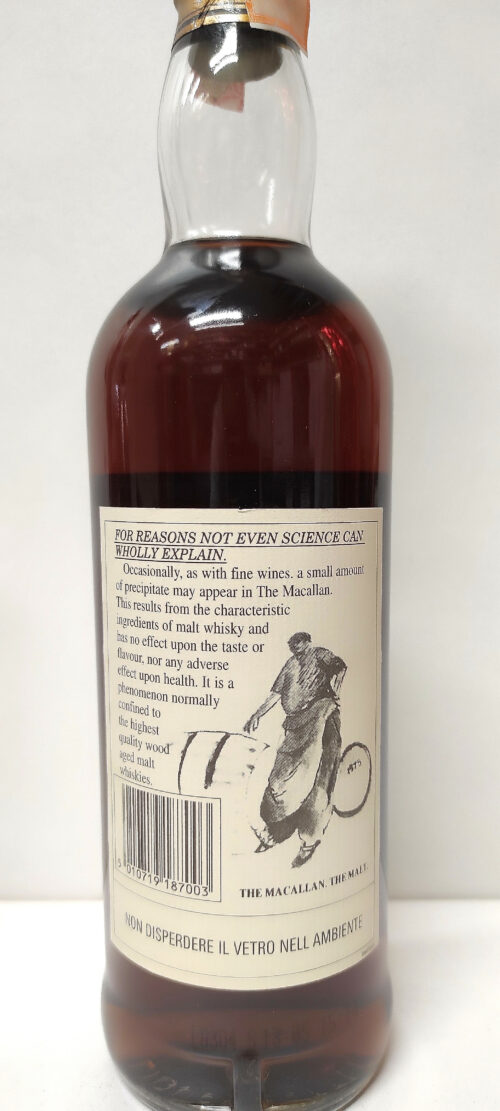 FOR REASONS NOT EVEN SCIENCE CAN
WHOLLY EXPLAIN.
Occasionally, as with fine wines. a small amount
of precipitate may appear in The Macallan.
This results from the characteristic
ingredients of malt whisky and
has no effect upon the taste or
flavour, nor any adverse
effect upon health. It is a
phenomenon normally
confined to
the highest
quality wood
aged malt
whiskies.
5 010719 187003
THE MACALLAN. THE MALT.
NON DISPERDERE IL VETRO NELL AMBIENTE